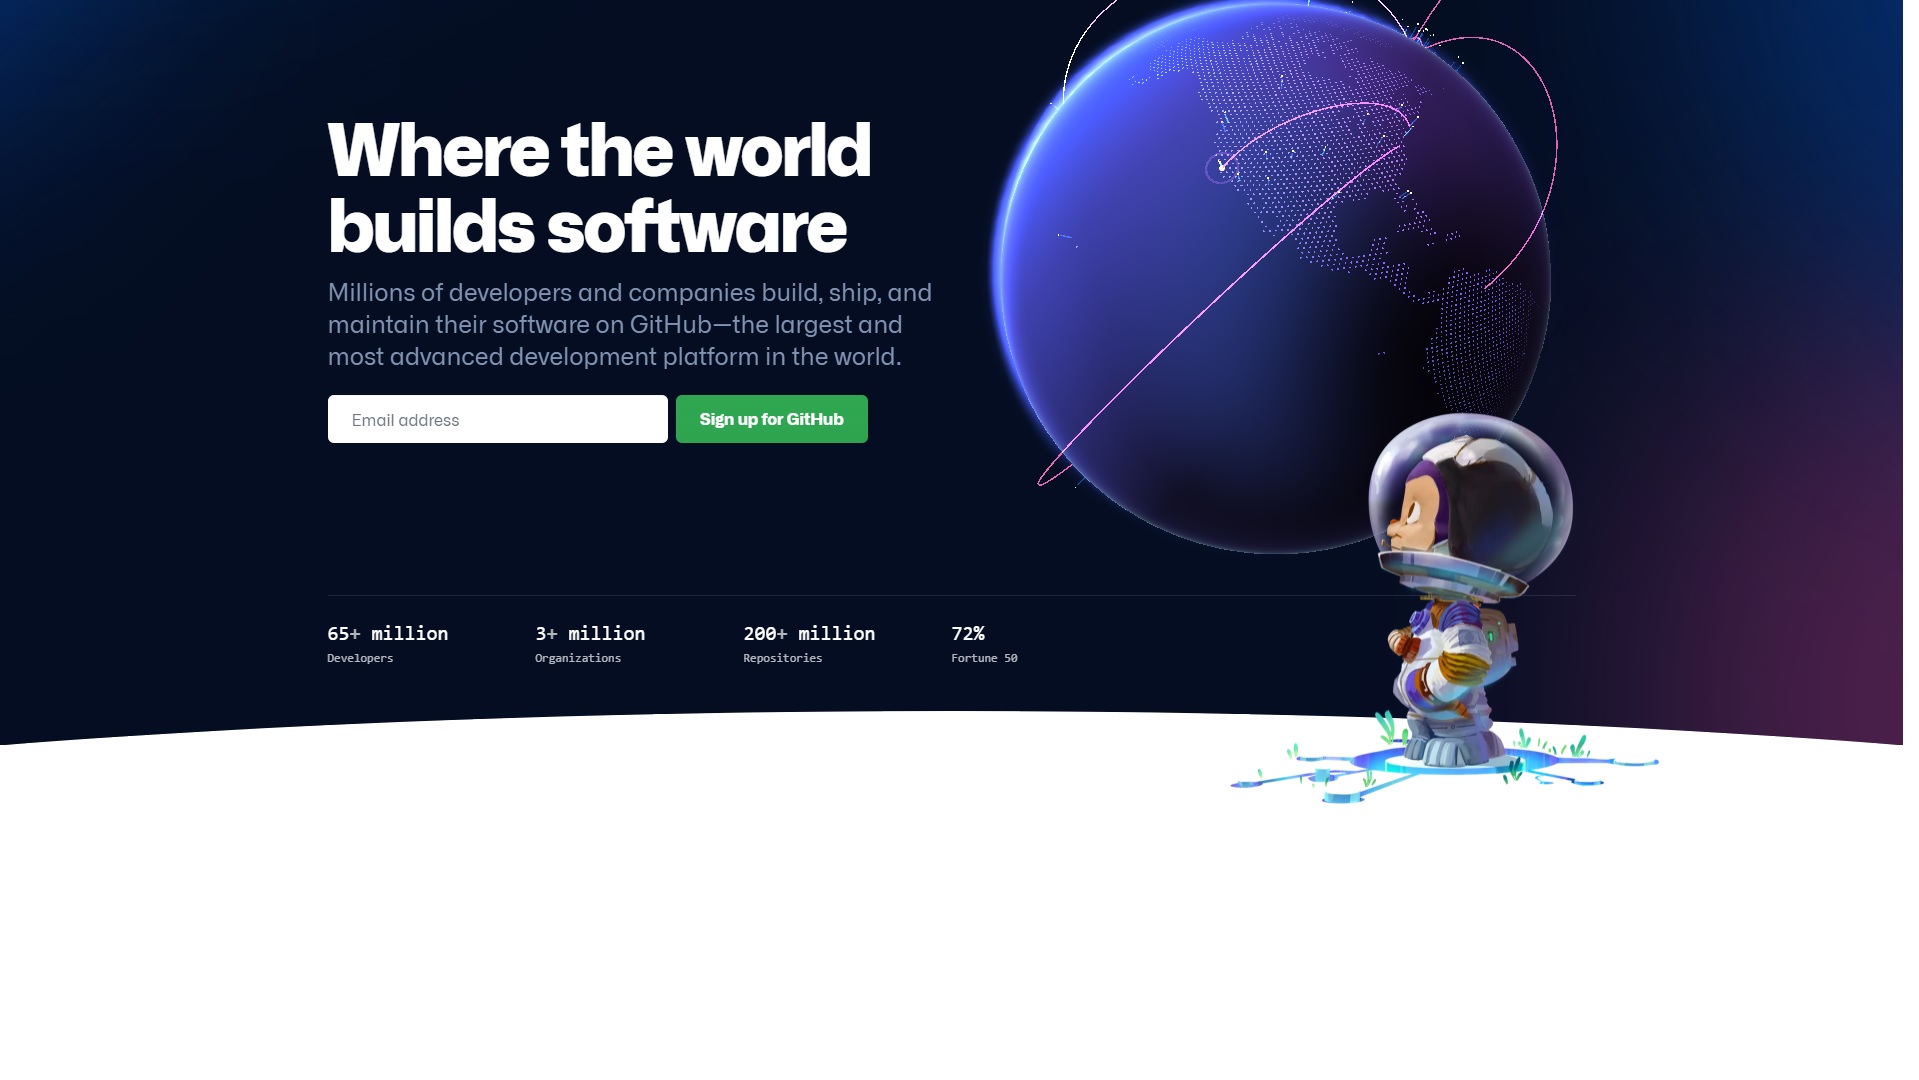 Where the world
builds software
Millions of developers and companies build, ship, and
maintain their software on GitHub—the largest and
most advanced development platform in the world.
Email address
Sign up for GitHub
65+ million
Developers
3+ million
Organizations
200+ million
Repositories
72%
Fortune 50